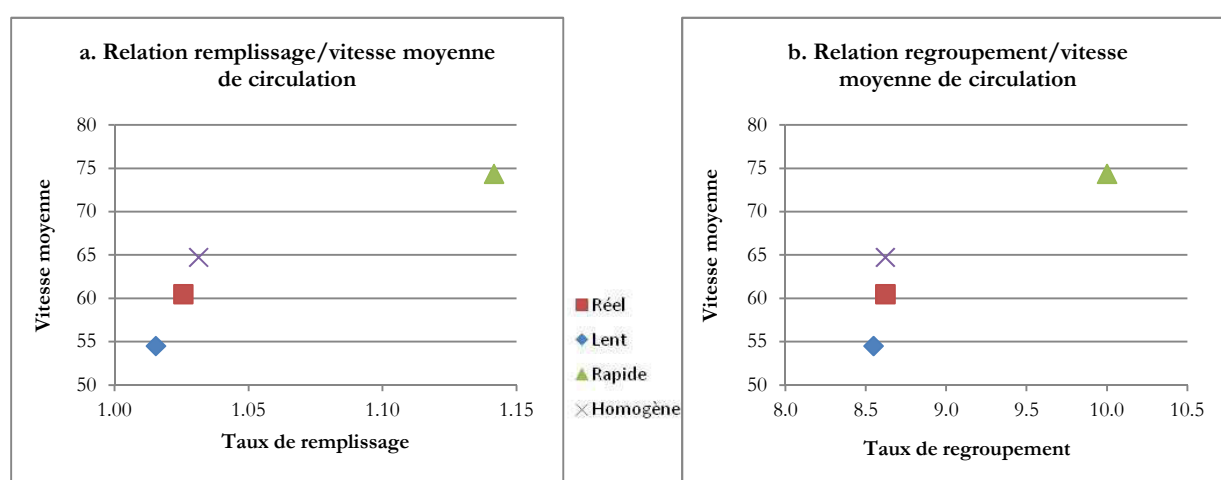 a. Relation remplissage/vitesse moyenne
de circulation
80
75
70
65
60
55
50
Vitesse moyenne
1.00 1.05 1.10 1.15
Taux de remplissage
Réel
Lent
Rapide
Homogène
b. Relation regroupement/vitesse
moyenne de circulation
80
75
70
65
60
55
50
Vitesse moyenne
8.0 8.5 9.0 9.5 10.0 10.5
Taux de regroupement